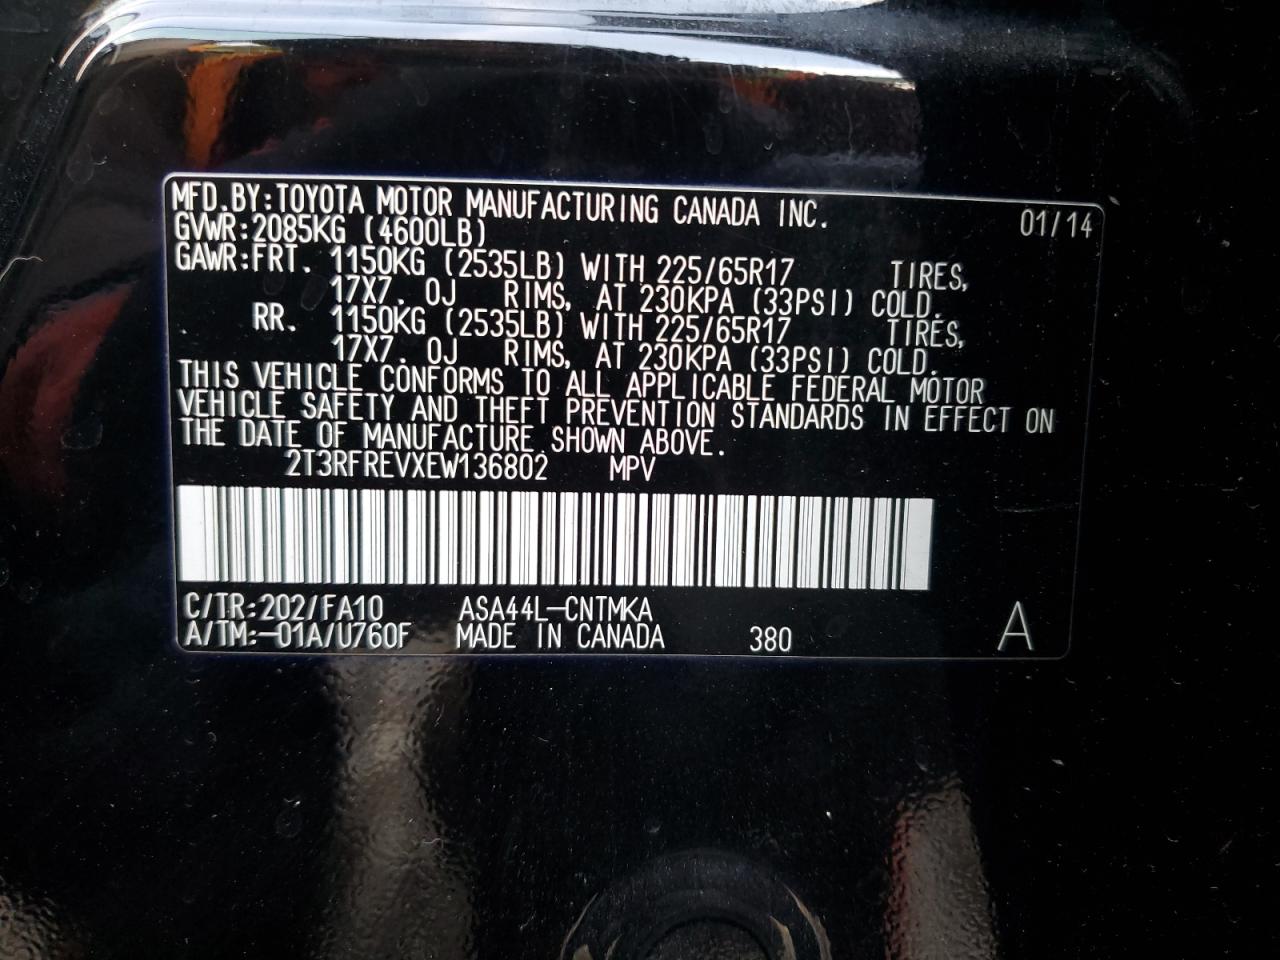 MFD.BY:TOYOTA MOTOR MANUFACTURING CANADA INC. 01/14
GVWR:2085KG (4600LB)
GAWR:FRT. 1150KG (2535LB) WITH 225/65R17 TIRES,
17X7.0J RIMS, AT 230KPA (33PSI) COLD.
RR. 1150KG (2535LB) WITH 225/65R17 TIRES,
17X7.0J RIMS, AT 230KPA (33PSI) COLD.
THIS VEHICLE CONFORMS TO ALL APPLICABLE FEDERAL MOTOR
VEHICLE SAFETY AND THEFT PREVENTION STANDARDS IN EFFECT ON
THE DATE OF MANUFACTURE SHOWN ABOVE.
2T3RFREVXEW136802 MPV
C/TR:202/FA10 ASA44L-CNTMKA
A/TM:-01A/U760F MADE IN CANADA 380 A